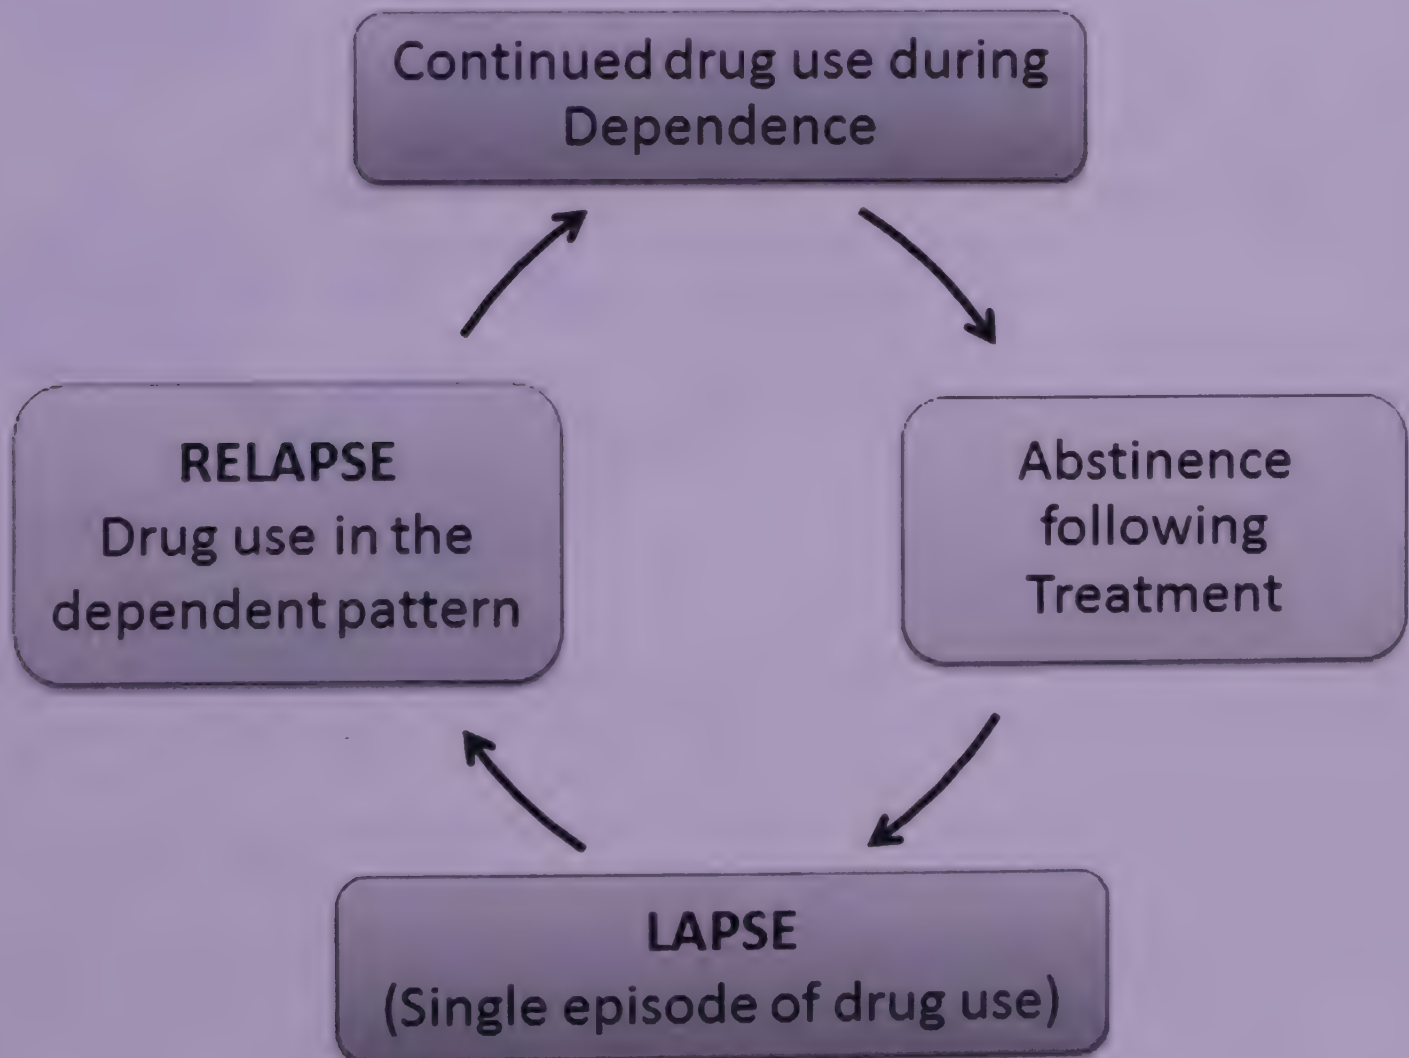 Continued drug use during
Dependence
RELAPSE
Drug use in the
dependent pattern
Abstinence
following
Treatment
LAPSE
(Single episode of drug use)